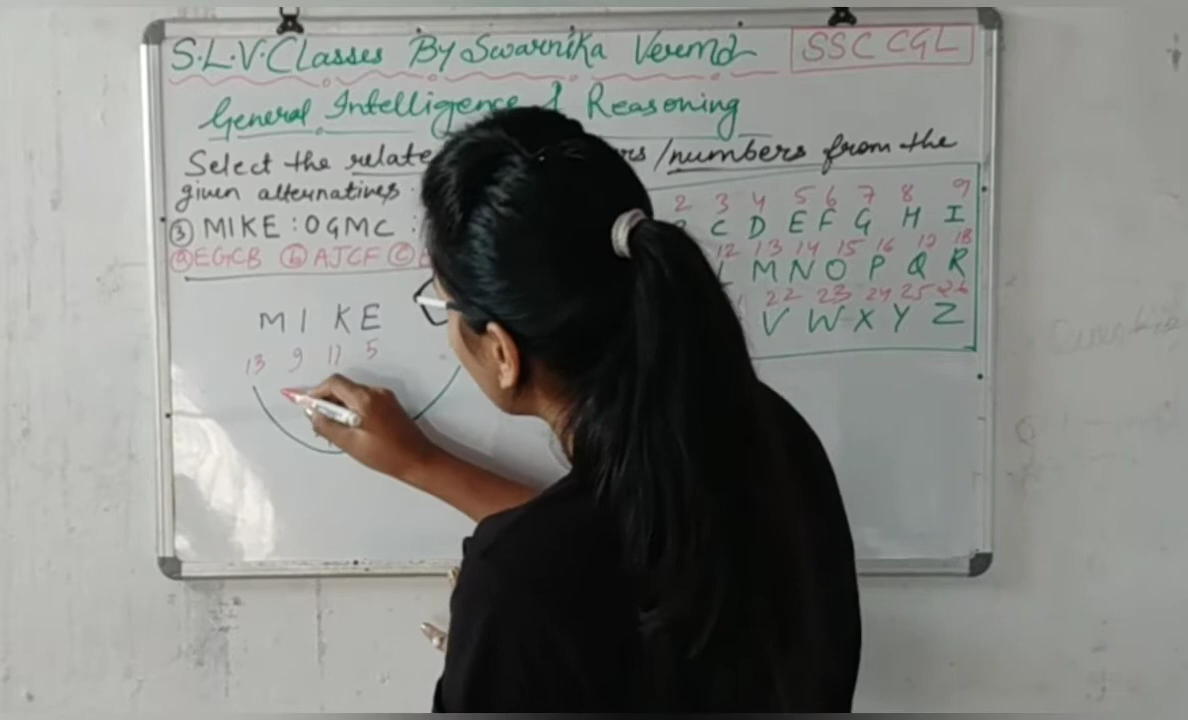 S.L.V. Classes By Swarnika Verma SSC CGL
General Intelligence & Reasoning
Select the /numbers from the
given alternatives
③ MIKE : OGMC :
ⓐ EGCB ⓑ AJCF ⓒ
2 3 4 5 6 7 8 9
C D E F G H I
12 13 14 15 16 17 18
M N O P Q R
22 23 24 25 26
V W X Y Z
M I K E
13 9 11 5